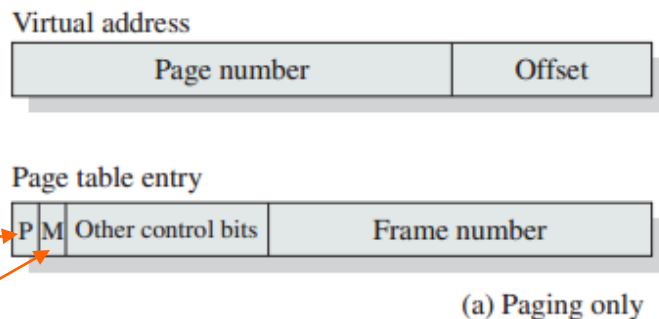 Virtual address
Page number Offset
Page table entry
P M Other control bits Frame number
(a) Paging only